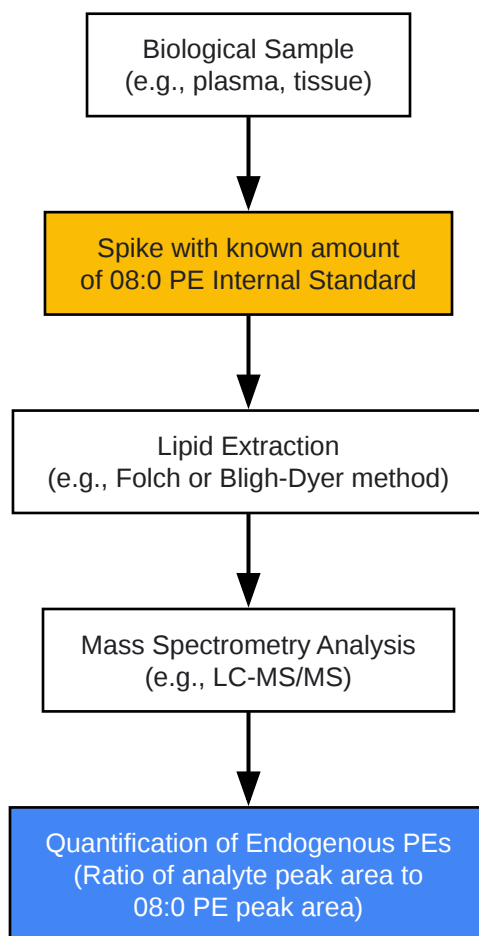 Biological Sample
(e.g., plasma, tissue)
Spike with known amount
of 08:0 PE Internal Standard
Lipid Extraction
(e.g., Folch or Bligh-Dyer method)
Mass Spectrometry Analysis
(e.g., LC-MS/MS)
Quantification of Endogenous PEs
(Ratio of analyte peak area to
08:0 PE peak area)